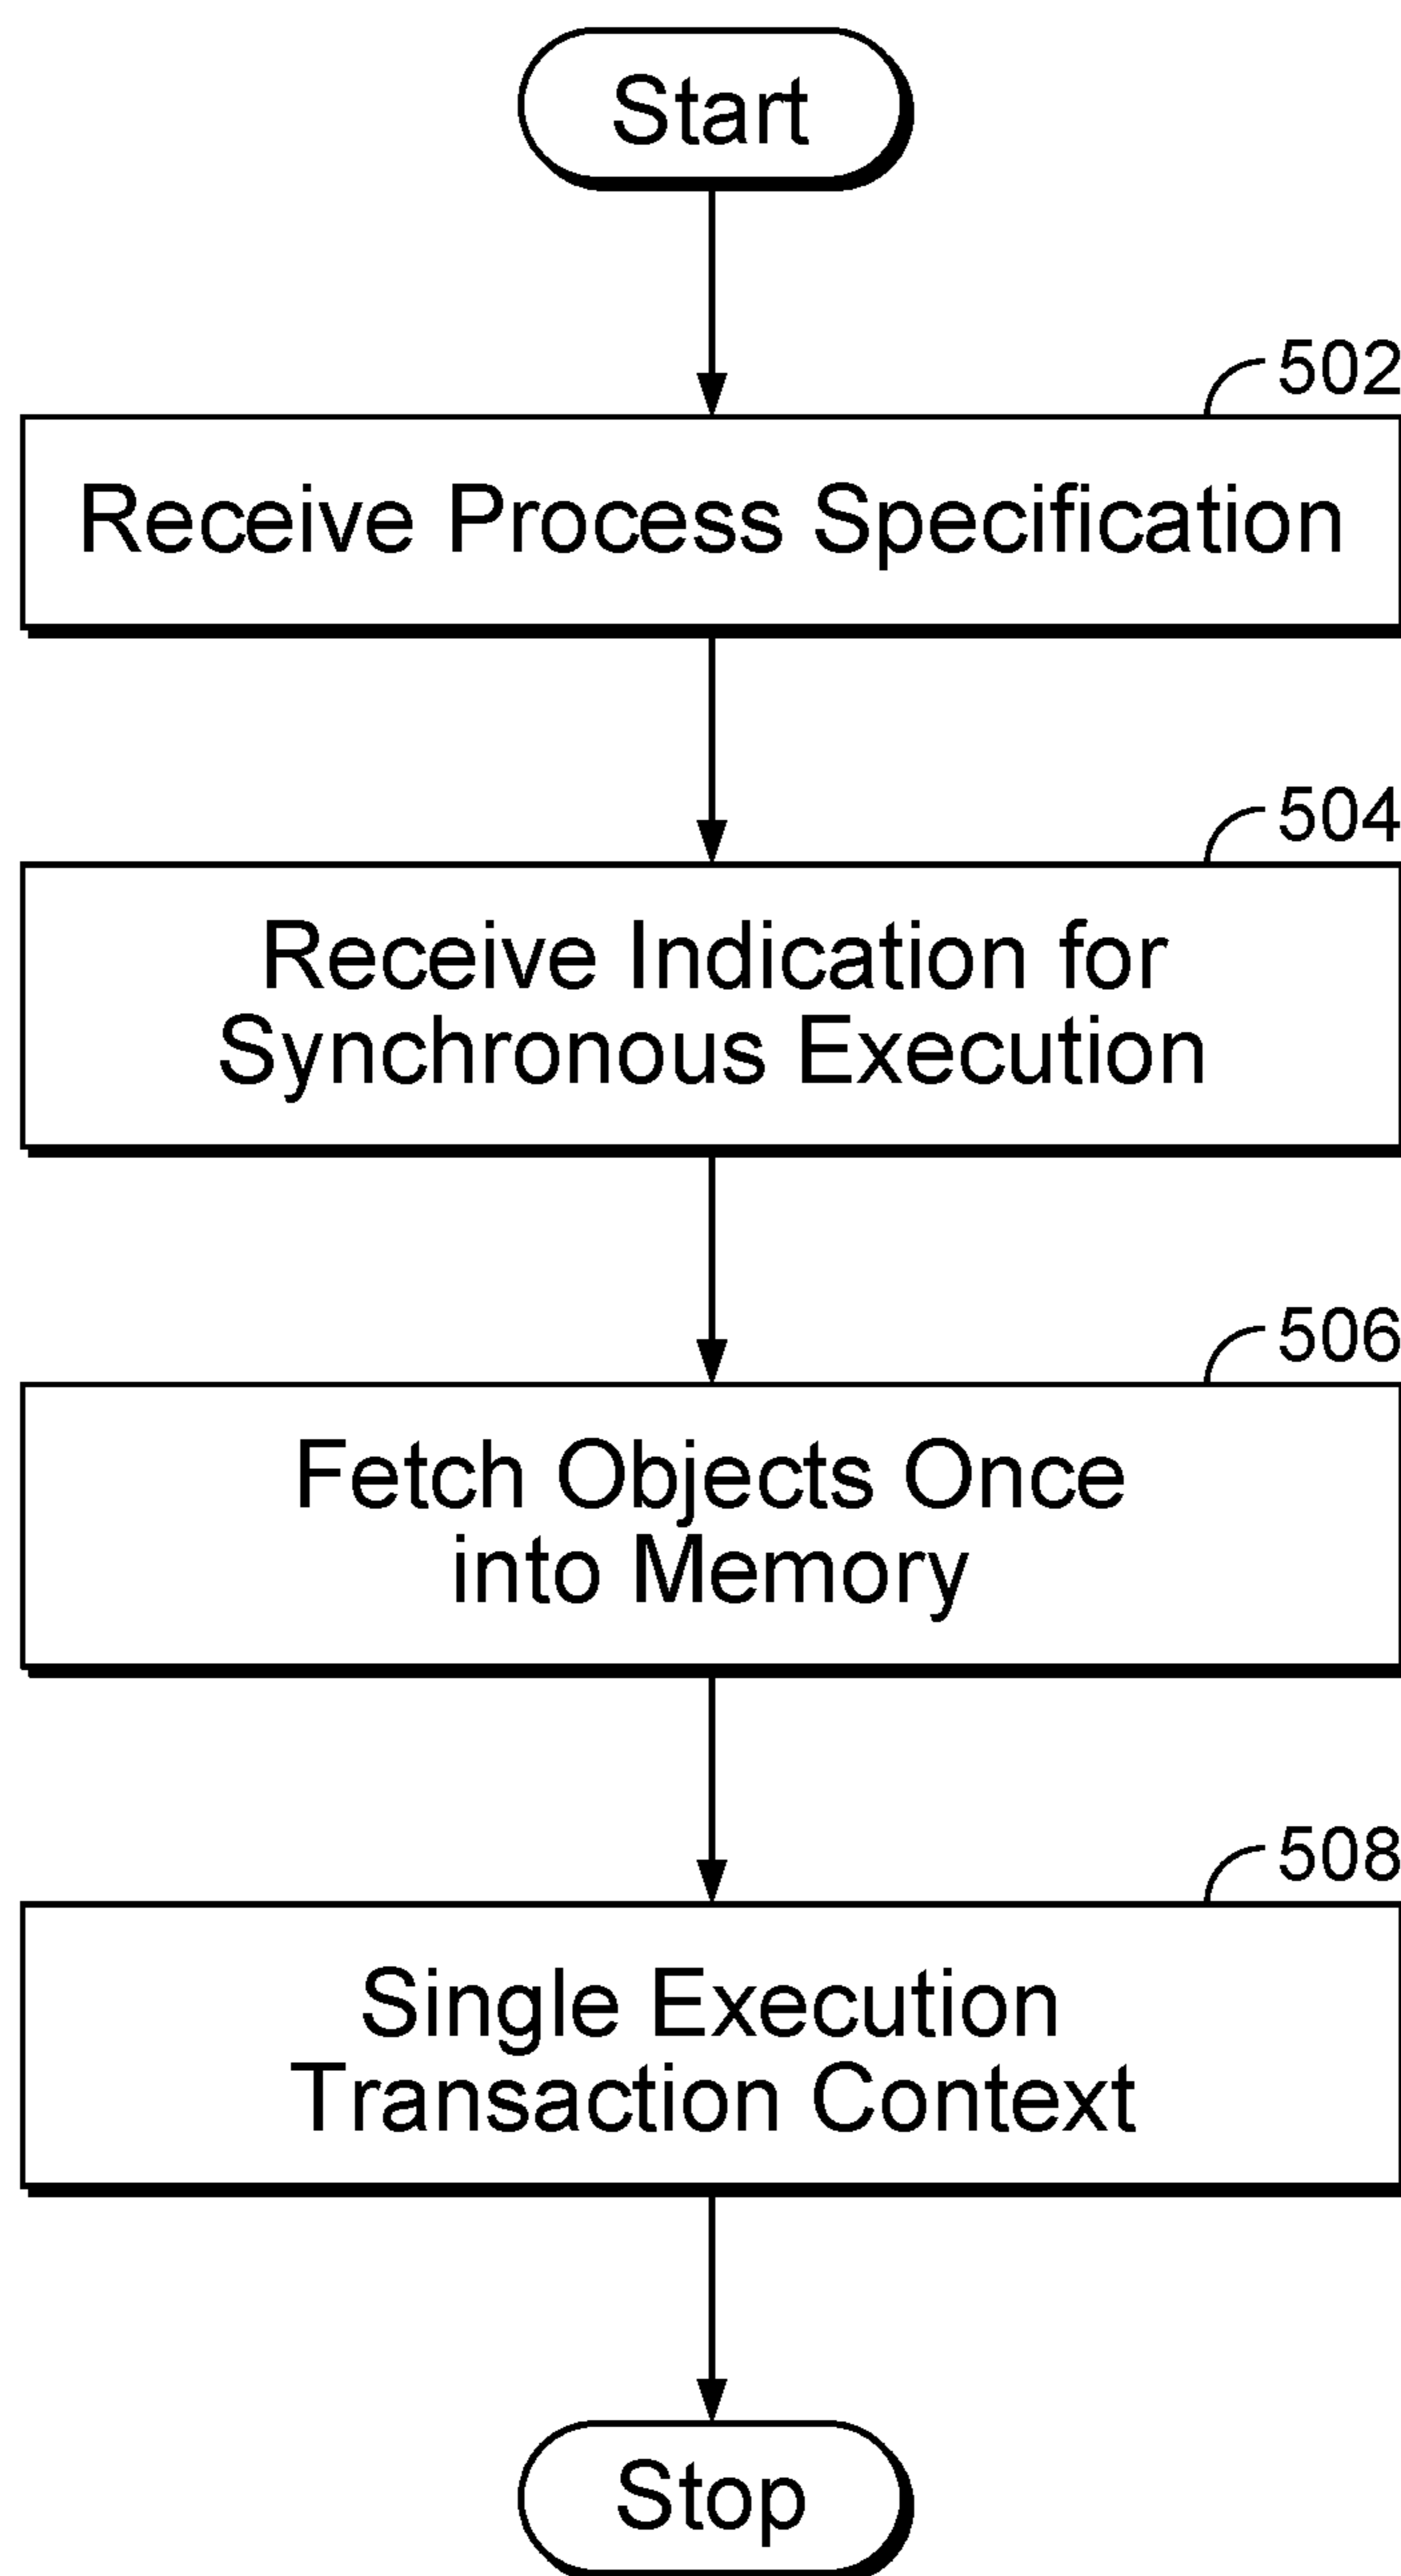 Start
502
Receive Process Specification
504
Receive Indication for
Synchronous Execution
506
Fetch Objects Once
into Memory
508
Single Execution
Transaction Context
Stop